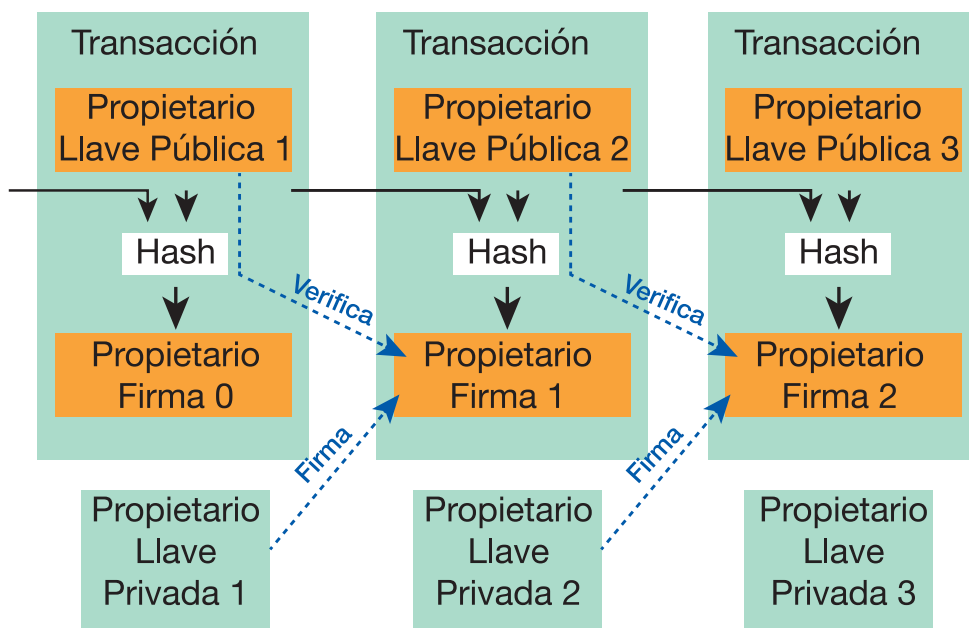 Transacción
Propietario
Llave Pública 1
Hash
Verifica
Propietario
Firma 0
Firma
Propietario
Llave
Privada 1
Transacción
Propietario
Llave Pública 2
Hash
Verifica
Propietario
Firma 1
Firma
Propietario
Llave
Privada 2
Transacción
Propietario
Llave Pública 3
Hash
Propietario
Firma 2
Propietario
Llave
Privada 3